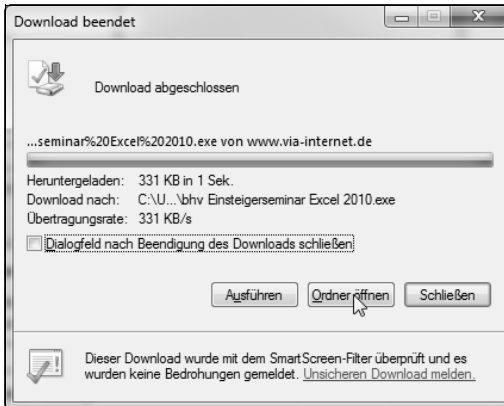 Download beendet
Download abgeschlossen
...seminar%20Excel%202010.exe von www.via-internet.de
Heruntergeladen: 331 KB in 1 Sek.
Download nach: C:\U...\bhv Einsteigerseminar Excel 2010.exe
Übertragungsrate: 331 KB/s
Dialogfeld nach Beendigung des Downloads schließen
Ausführen Ordner öffnen Schließen
Dieser Download wurde mit dem SmartScreen-Filter überprüft und es
wurden keine Bedrohungen gemeldet. Unsicheren Download melden.